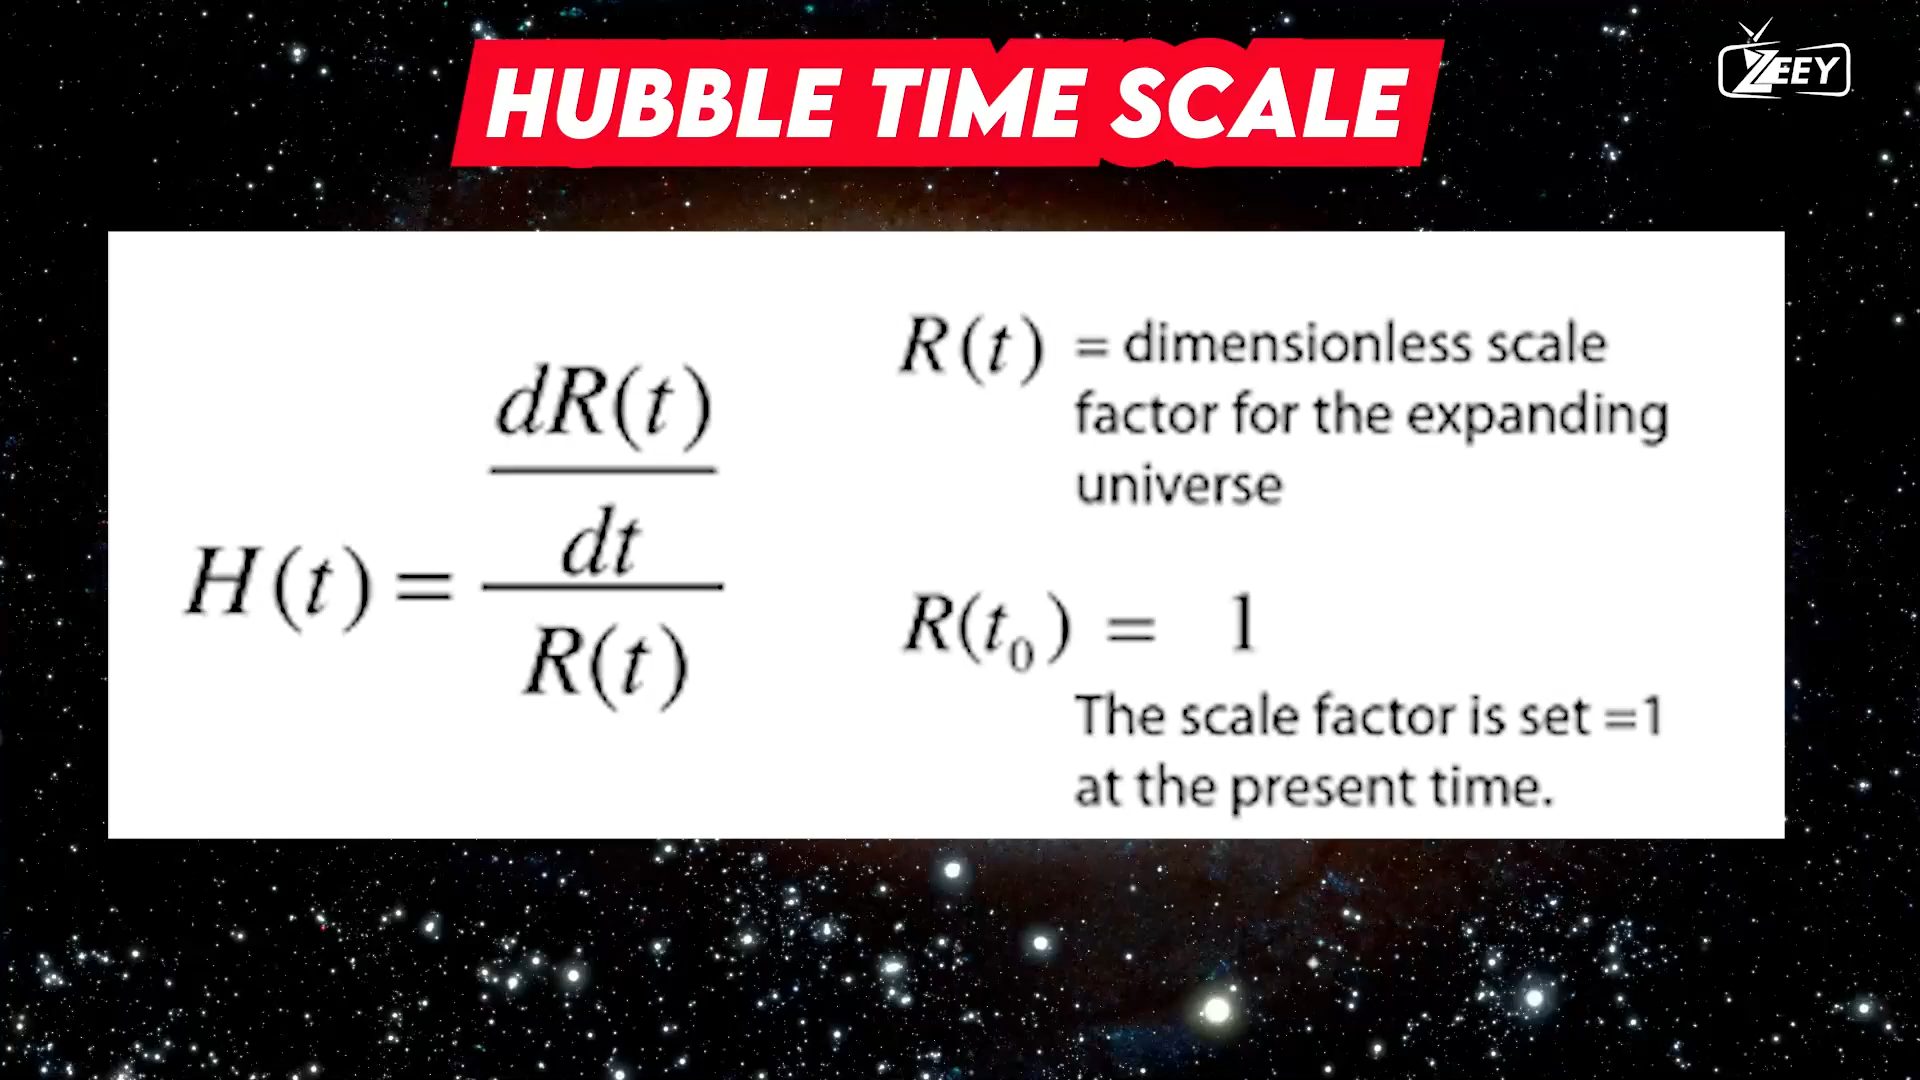 HUBBLE TIME SCALE
ZEEY
H(t) = dR(t)/dt / R(t)
R(t) = dimensionless scale
factor for the expanding
universe
R(t₀) = 1
The scale factor is set =1
at the present time.